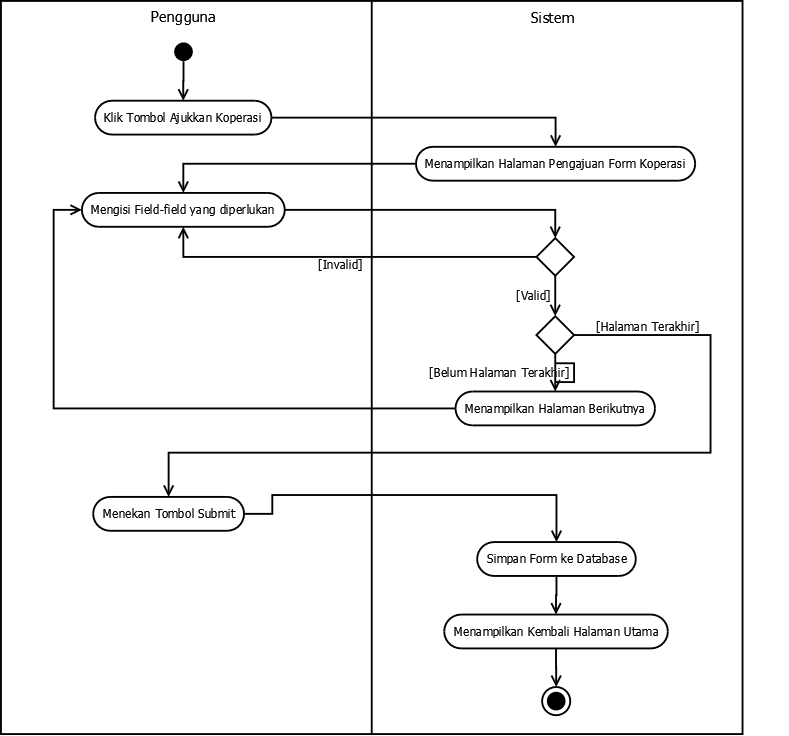 Pengguna
Sistem
Klik Tombol Ajukkan Koperasi
Menampilkan Halaman Pengajuan Form Koperasi
Mengisi Field-field yang diperlukan
[Invalid]
[Valid]
[Halaman Terakhir]
[Belum Halaman Terakhir]
Menampilkan Halaman Berikutnya
Menekan Tombol Submit
Simpan Form ke Database
Menampilkan Kembali Halaman Utama